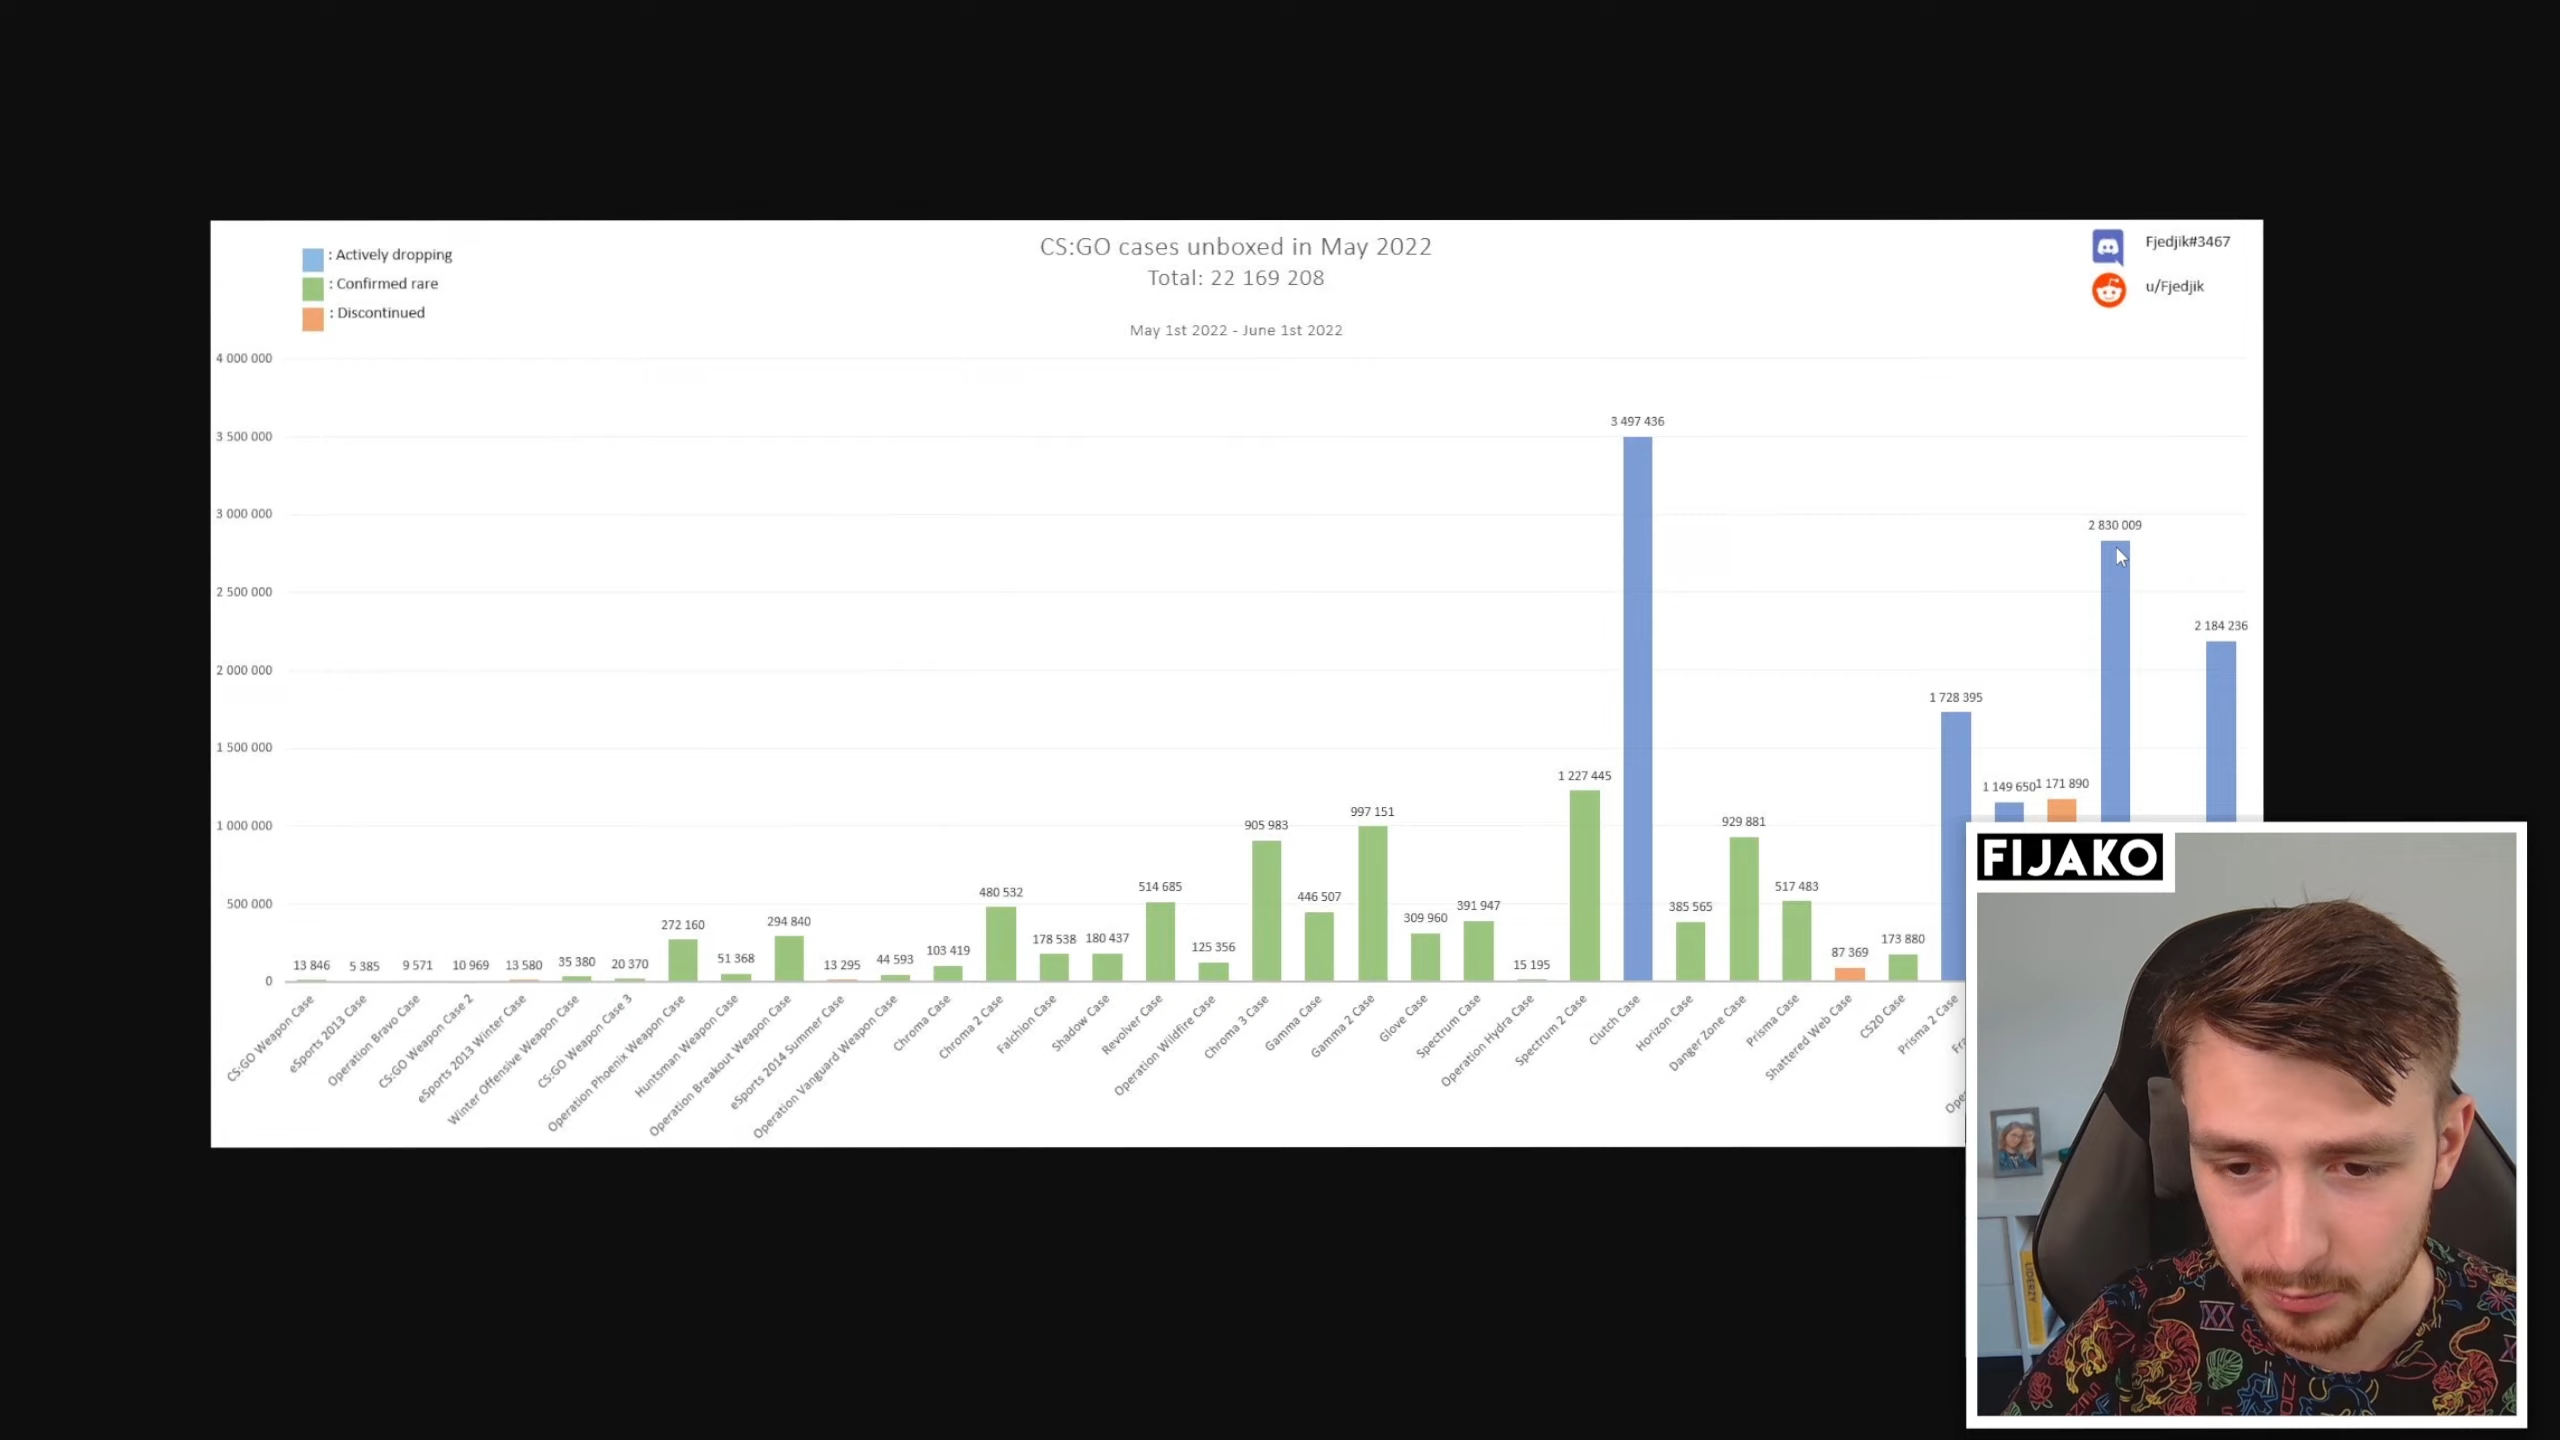 : Actively dropping
: Confirmed rare
: Discontinued
CS:GO cases unboxed in May 2022
Total: 22 169 208
May 1st 2022 - June 1st 2022
Fjedjik#3467
u/Fjedjik
4 000 000
3 500 000
3 000 000
2 500 000
2 000 000
1 500 000
1 000 000
500 000
0
13 846
5 385
9 571
10 969
13 580
35 380
20 370
272 160
51 368
294 840
13 295
44 593
103 419
480 532
178 538
180 437
514 685
125 356
905 983
446 507
997 151
309 960
391 947
15 195
1 227 445
3 497 436
385 565
929 881
517 483
87 369
173 880
1 728 395
1 149 650
1 171 890
2 830 009
2 184 236
CS:GO Weapon Case
eSports 2013 Case
Operation Bravo Case
CS:GO Weapon Case 2
eSports 2013 Winter Case
Winter Offensive Weapon Case
CS:GO Weapon Case 3
Operation Phoenix Weapon Case
Huntsman Weapon Case
Operation Breakout Weapon Case
eSports 2014 Summer Case
Operation Vanguard Weapon Case
Chroma Case
Chroma 2 Case
Falchion Case
Shadow Case
Revolver Case
Operation Wildfire Case
Chroma 3 Case
Gamma Case
Gamma 2 Case
Glove Case
Spectrum Case
Operation Hydra Case
Spectrum 2 Case
Clutch Case
Horizon Case
Danger Zone Case
Prisma Case
Shattered Web Case
CS20 Case
Prisma 2 Case
FIJAKO
LIDERZY